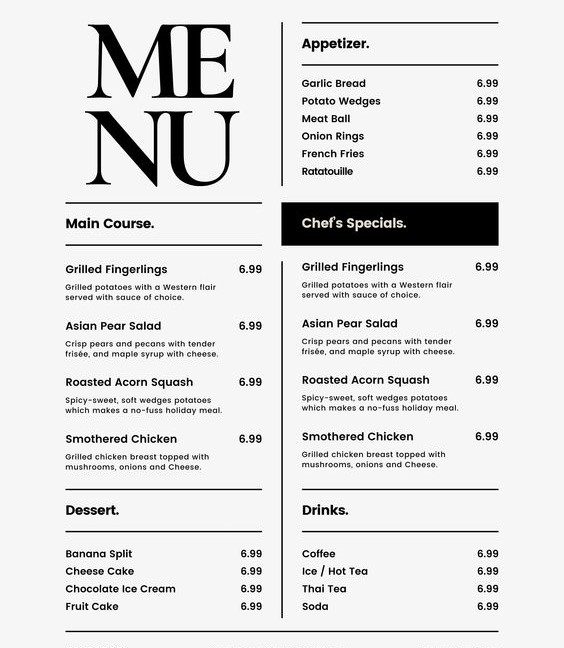 ME
NU
Appetizer.
Garlic Bread 6.99
Potato Wedges 6.99
Meat Ball 6.99
Onion Rings 6.99
French Fries 6.99
Ratatouille 6.99
Main Course.
Grilled Fingerlings 6.99
Grilled potatoes with a Western flair
served with sauce of choice.
Asian Pear Salad 6.99
Crisp pears and pecans with tender
frisée, and maple syrup with cheese.
Roasted Acorn Squash 6.99
Spicy-sweet, soft wedges potatoes
which makes a no-fuss holiday meal.
Smothered Chicken 6.99
Grilled chicken breast topped with
mushrooms, onions and Cheese.
Chef's Specials.
Grilled Fingerlings 6.99
Grilled potatoes with a Western flair
served with sauce of choice.
Asian Pear Salad 6.99
Crisp pears and pecans with tender
frisée, and maple syrup with cheese.
Roasted Acorn Squash 6.99
Spicy-sweet, soft wedges potatoes
which makes a no-fuss holiday meal.
Smothered Chicken 6.99
Grilled chicken breast topped with
mushrooms, onions and Cheese.
Dessert.
Banana Split 6.99
Cheese Cake 6.99
Chocolate Ice Cream 6.99
Fruit Cake 6.99
Drinks.
Coffee 6.99
Ice / Hot Tea 6.99
Thai Tea 6.99
Soda 6.99